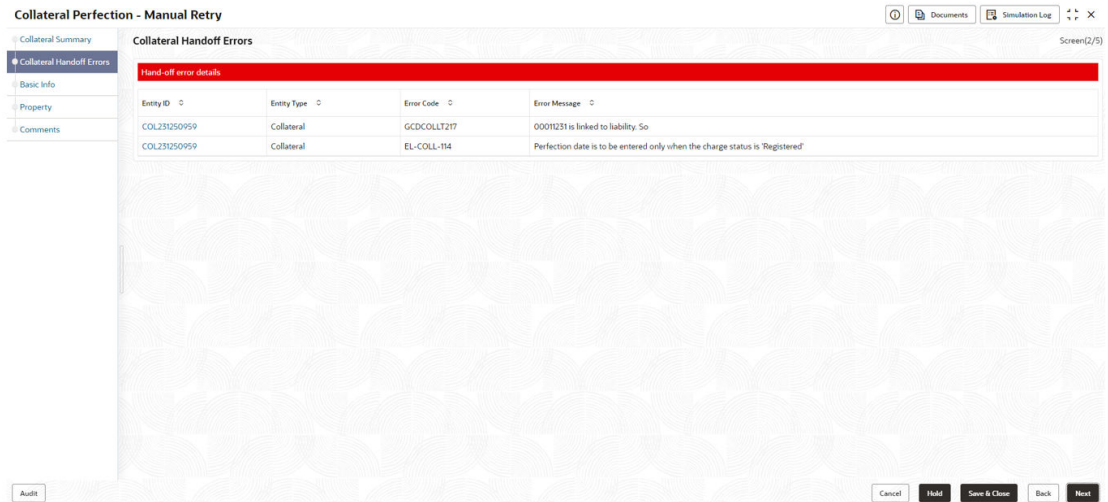 Collateral Perfection - Manual Retry
Documents
Simulation Log
Collateral Summary
Collateral Handoff Errors
Basic Info
Property
Comments
Collateral Handoff Errors
Screen(2/5)
Hand-off error details
Entity ID Entity Type Error Code Error Message
COL231250959 Collateral GCDCOLLT217 00011231 is linked to liability. So
COL231250959 Collateral EL-COLL-114 Perfection date is to be entered only when the charge status is 'Registered'
Audit
Cancel Hold Save & Close Back Next